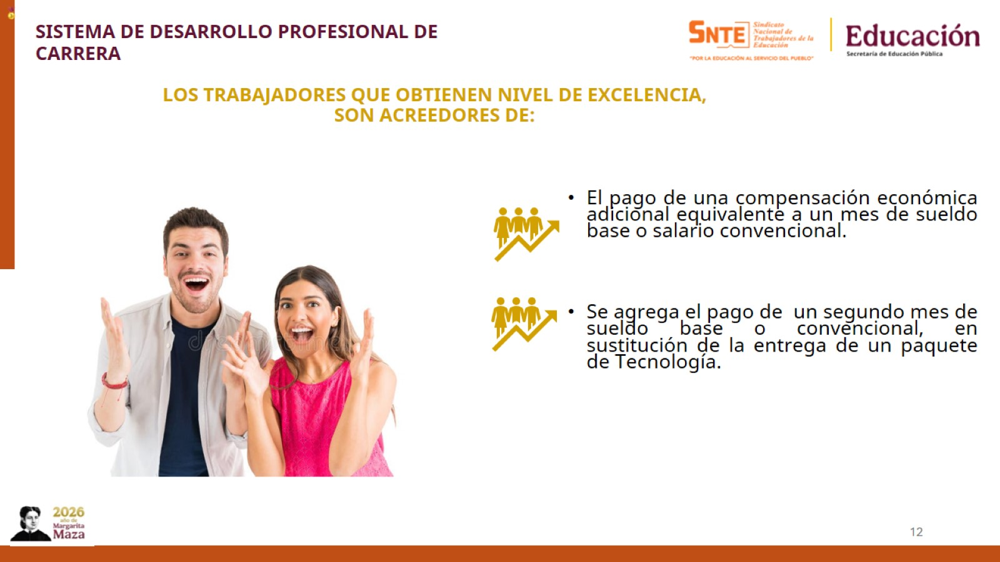 SISTEMA DE DESARROLLO PROFESIONAL DE
CARRERA
SNTE
Sindicato
Nacional de
Trabajadores de la
Educación
"POR LA EDUCACIÓN AL SERVICIO DEL PUEBLO"
Educación
Secretaría de Educación Pública
LOS TRABAJADORES QUE OBTIENEN NIVEL DE EXCELENCIA,
SON ACREEDORES DE:
• El pago de una compensación económica
adicional equivalente a un mes de sueldo
base o salario convencional.
• Se agrega el pago de un segundo mes de
sueldo base o convencional, en
sustitución de la entrega de un paquete
de Tecnología.
2026
año de
Margarita
Maza
12